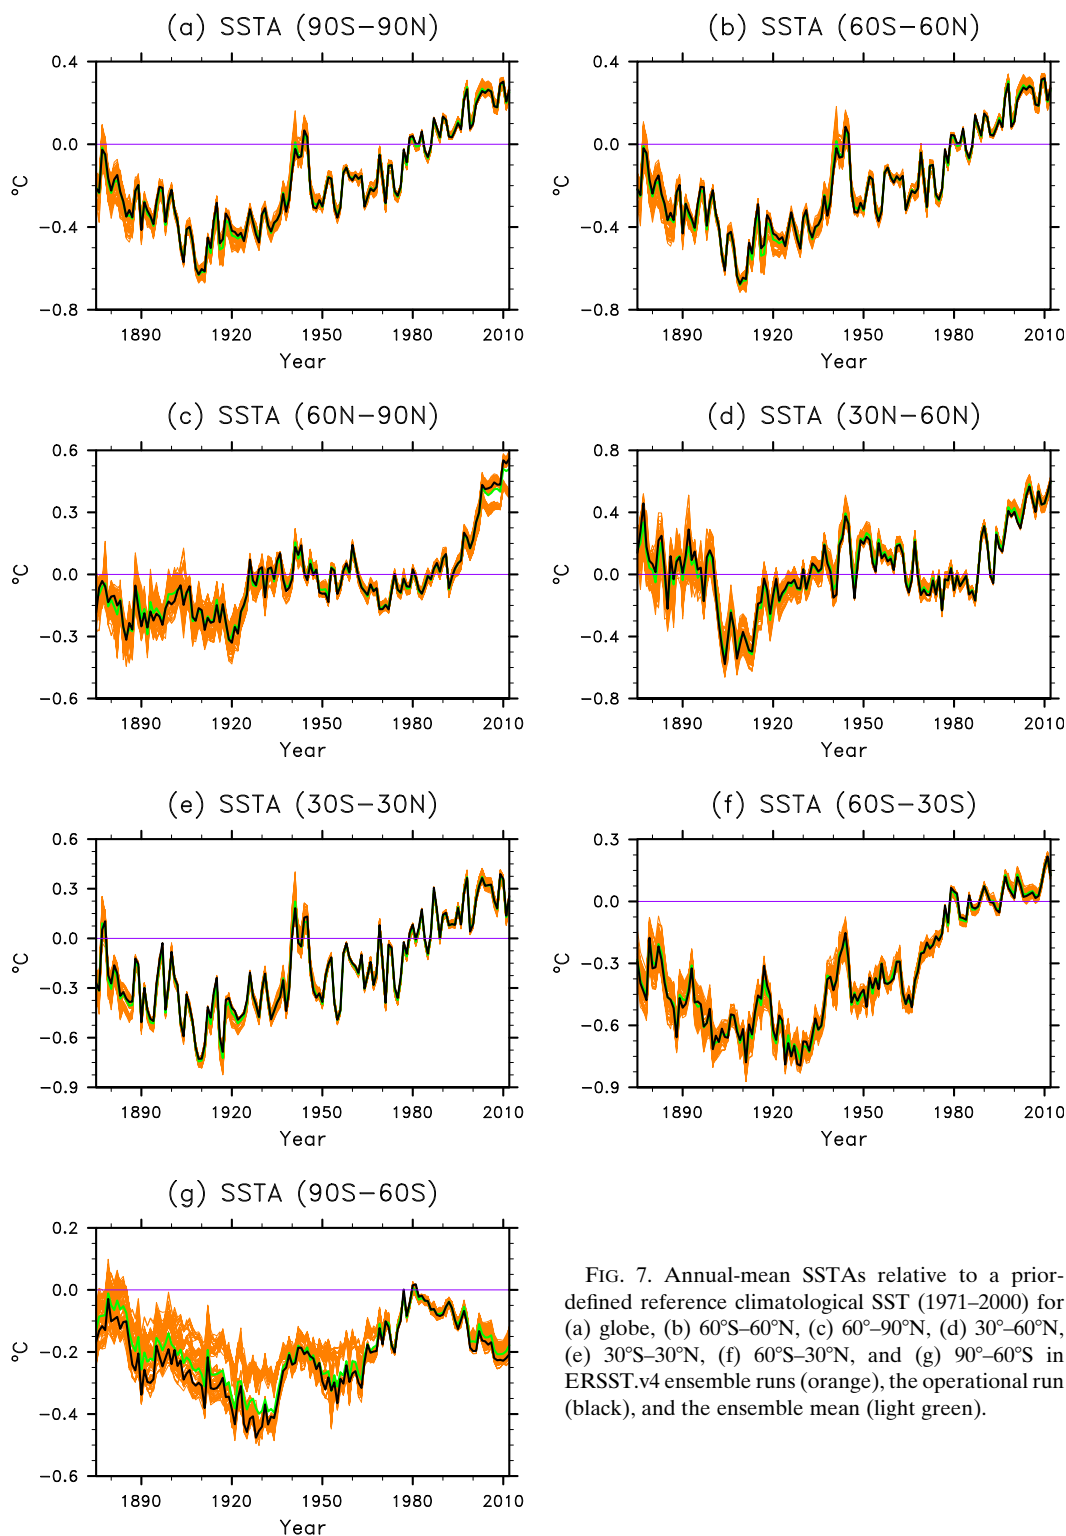 (a) SSTA (90S−90N)
0.4
0.0
−0.4
−0.8
°C
1890 1920 1950 1980 2010
Year
(b) SSTA (60S−60N)
0.4
0.0
−0.4
−0.8
°C
1890 1920 1950 1980 2010
Year
(c) SSTA (60N−90N)
0.6
0.3
0.0
−0.3
−0.6
°C
1890 1920 1950 1980 2010
Year
(d) SSTA (30N−60N)
0.8
0.4
0.0
−0.4
−0.8
°C
1890 1920 1950 1980 2010
Year
(e) SSTA (30S−30N)
0.6
0.3
0.0
−0.3
−0.6
−0.9
°C
1890 1920 1950 1980 2010
Year
(f) SSTA (60S−30S)
0.3
0.0
−0.3
−0.6
−0.9
°C
1890 1920 1950 1980 2010
Year
(g) SSTA (90S−60S)
0.2
0.0
−0.2
−0.4
−0.6
°C
1890 1920 1950 1980 2010
Year
FIG. 7. Annual-mean SSTAs relative to a prior-
defined reference climatological SST (1971–2000) for
(a) globe, (b) 60°S–60°N, (c) 60°–90°N, (d) 30°–60°N,
(e) 30°S–30°N, (f) 60°S–30°N, and (g) 90°–60°S in
ERSST.v4 ensemble runs (orange), the operational run
(black), and the ensemble mean (light green).